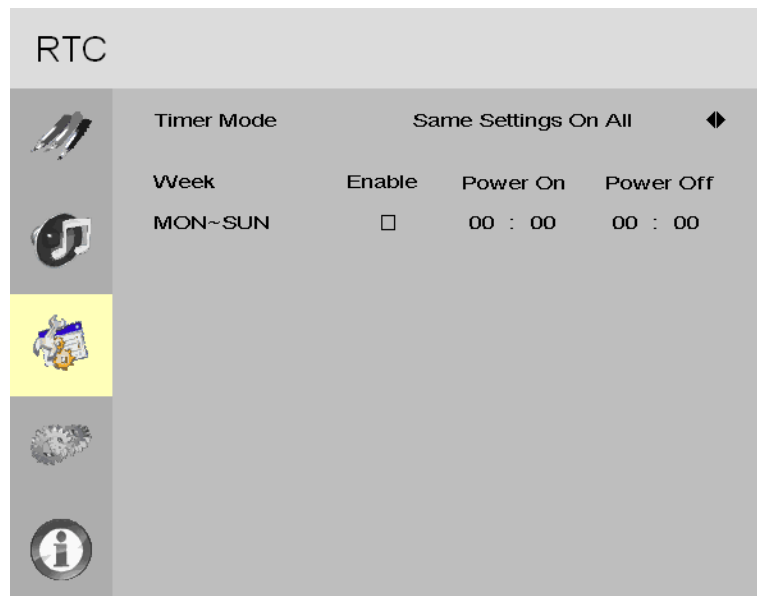 RTC
Timer Mode Same Settings On All
Week Enable Power On Power Off
MON~SUN 00 : 00 00 : 00